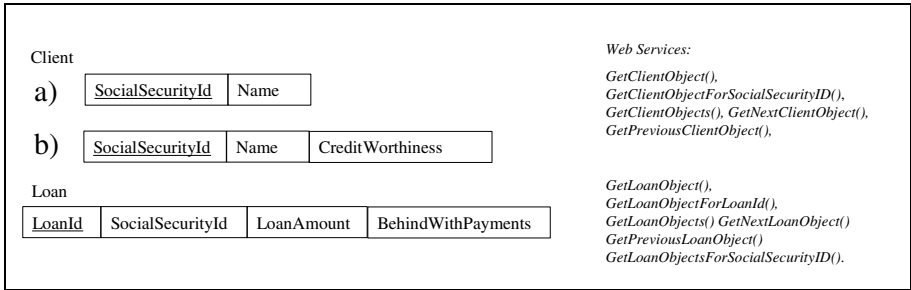 Client
a) SocialSecurityId Name
b) SocialSecurityId Name CreditWorthiness
Loan
LoanId SocialSecurityId LoanAmount BehindWithPayments
Web Services:
GetClientObject(),
GetClientObjectForSocialSecurityID(),
GetClientObjects(), GetNextClientObject(),
GetPreviousClientObject(),
GetLoanObject(),
GetLoanObjectForLoanId(),
GetLoanObjects() GetNextLoanObject()
GetPreviousLoanObject()
GetLoanObjectsForSocialSecurityID().